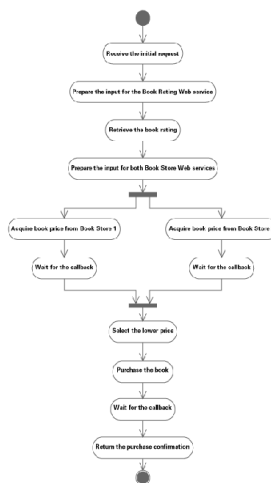 Receive the initial request
Prepare the input for the Book Rating Web service
Retrieve the book rating
Prepare the input for both Book Store Web services
Acquire book price from Book Store 1
Acquire book price from Book Store
Wait for the callback
Wait for the callback
Select the lower price
Purchase the book
Wait for the callback
Return the purchase confirmation